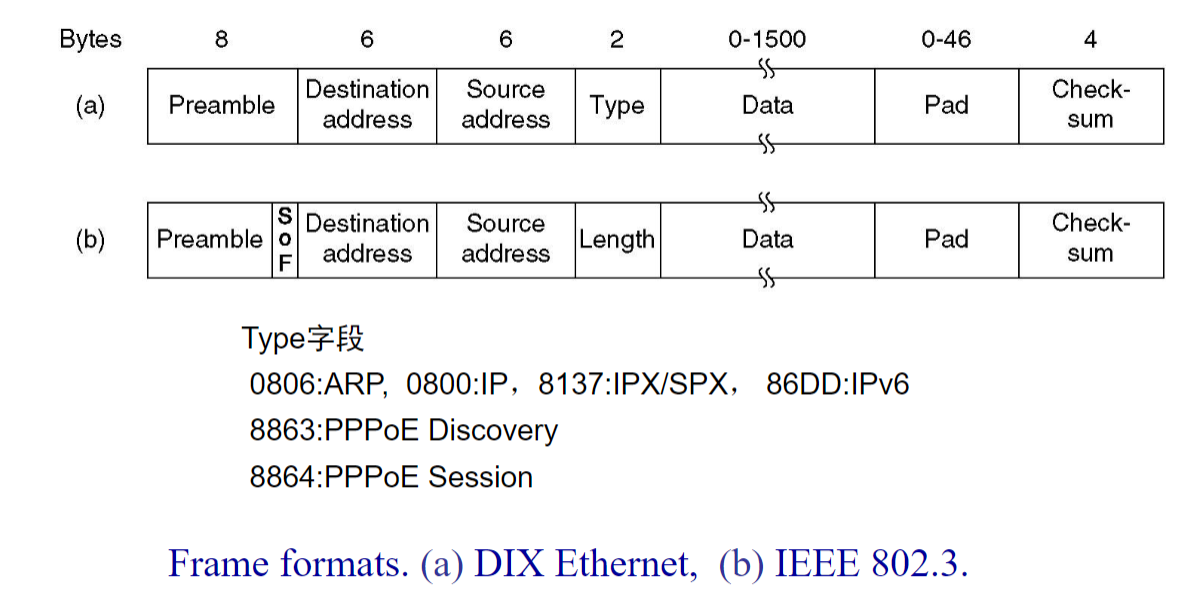 Bytes 8 6 6 2 0-1500 0-46 4
(a) Preamble Destination address Source address Type Data Pad Check-sum
(b) Preamble SoF Destination address Source address Length Data Pad Check-sum
Type字段
0806:ARP, 0800:IP，8137:IPX/SPX， 86DD:IPv6
8863:PPPoE Discovery
8864:PPPoE Session
Frame formats. (a) DIX Ethernet, (b) IEEE 802.3.